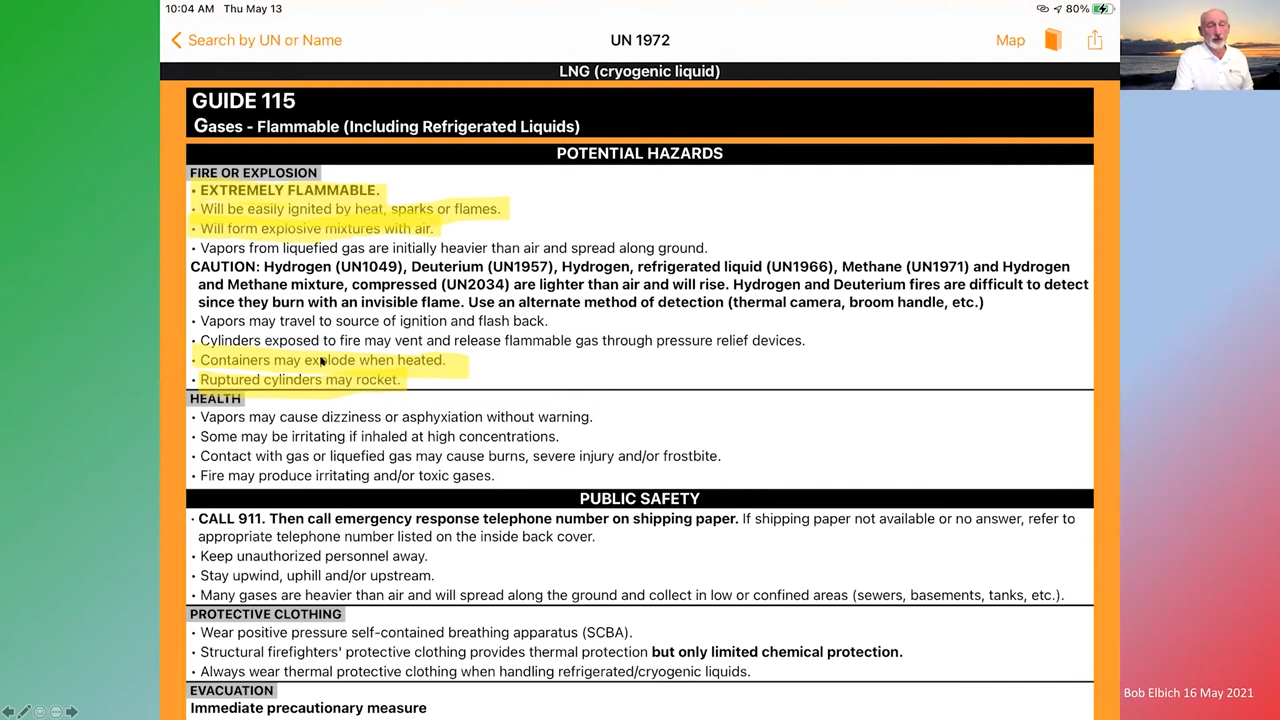 10:04 AM Thu May 13
80%
Search by UN or Name
UN 1972
Map
LNG (cryogenic liquid)
GUIDE 115
Gases - Flammable (Including Refrigerated Liquids)
POTENTIAL HAZARDS
FIRE OR EXPLOSION
• EXTREMELY FLAMMABLE.
• Will be easily ignited by heat, sparks or flames.
• Will form explosive mixtures with air.
• Vapors from liquefied gas are initially heavier than air and spread along ground.
CAUTION: Hydrogen (UN1049), Deuterium (UN1957), Hydrogen, refrigerated liquid (UN1966), Methane (UN1971) and Hydrogen
and Methane mixture, compressed (UN2034) are lighter than air and will rise. Hydrogen and Deuterium fires are difficult to detect
since they burn with an invisible flame. Use an alternate method of detection (thermal camera, broom handle, etc.)
• Vapors may travel to source of ignition and flash back.
• Cylinders exposed to fire may vent and release flammable gas through pressure relief devices.
• Containers may explode when heated.
• Ruptured cylinders may rocket.
HEALTH
• Vapors may cause dizziness or asphyxiation without warning.
• Some may be irritating if inhaled at high concentrations.
• Contact with gas or liquefied gas may cause burns, severe injury and/or frostbite.
• Fire may produce irritating and/or toxic gases.
PUBLIC SAFETY
• CALL 911. Then call emergency response telephone number on shipping paper. If shipping paper not available or no answer, refer to
appropriate telephone number listed on the inside back cover.
• Keep unauthorized personnel away.
• Stay upwind, uphill and/or upstream.
• Many gases are heavier than air and will spread along the ground and collect in low or confined areas (sewers, basements, tanks, etc.).
PROTECTIVE CLOTHING
• Wear positive pressure self-contained breathing apparatus (SCBA).
• Structural firefighters' protective clothing provides thermal protection but only limited chemical protection.
• Always wear thermal protective clothing when handling refrigerated/cryogenic liquids.
EVACUATION
Immediate precautionary measure
Bob Elbich 16 May 2021